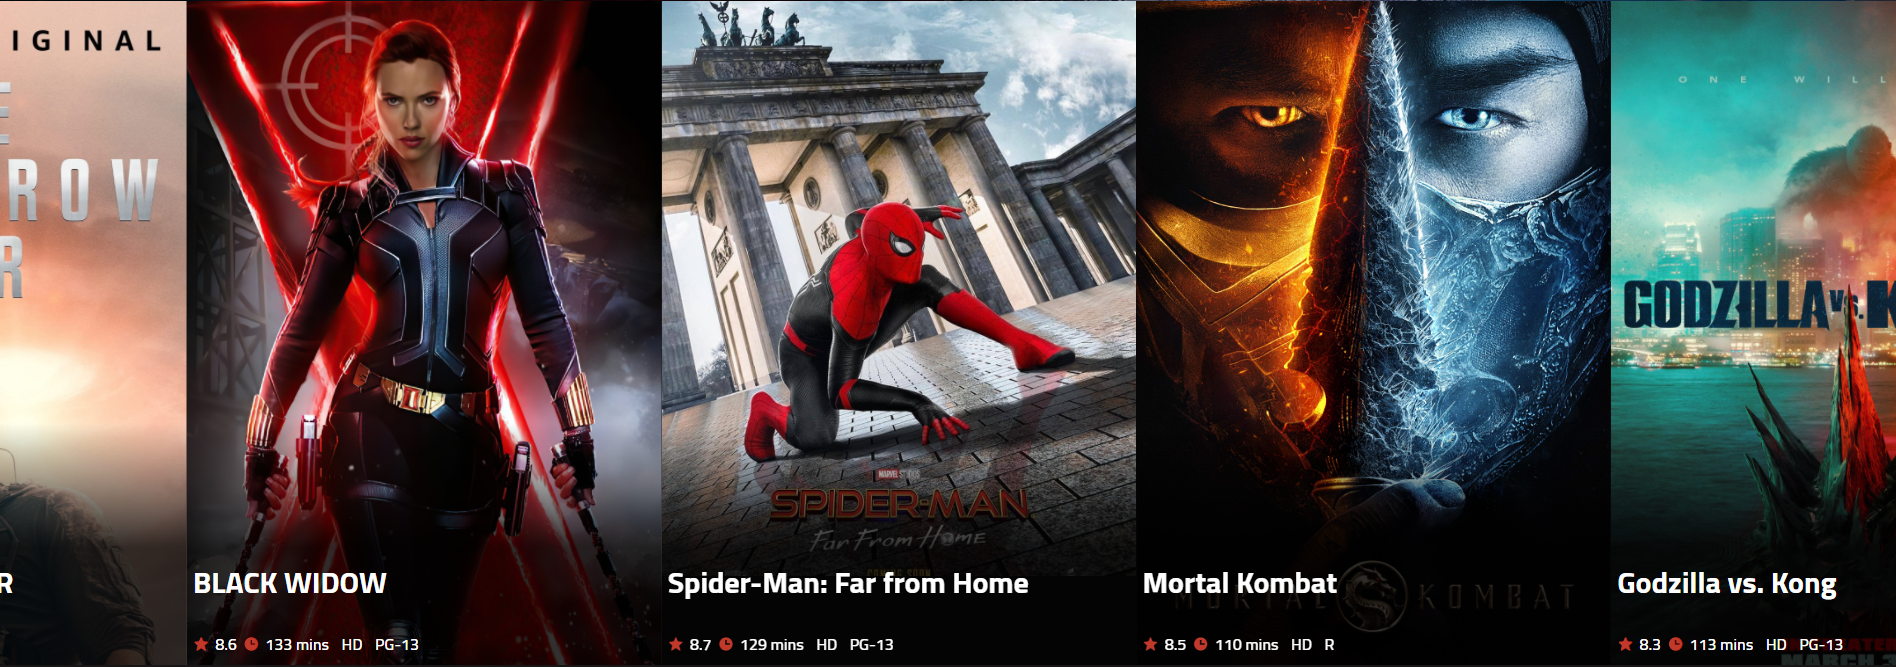 IGINAL
E
ROW
R
R
MARVEL STUDIOS
SPIDER-MAN
Far From Home
COMING SOON
MORTAL KOMBAT
ONE WILL
GODZILLA vs. K
BLACK WIDOW
8.6 133 mins HD PG-13
Spider-Man: Far from Home
8.7 129 mins HD PG-13
Mortal Kombat
8.5 110 mins HD R
Godzilla vs. Kong
8.3 113 mins HD PG-13